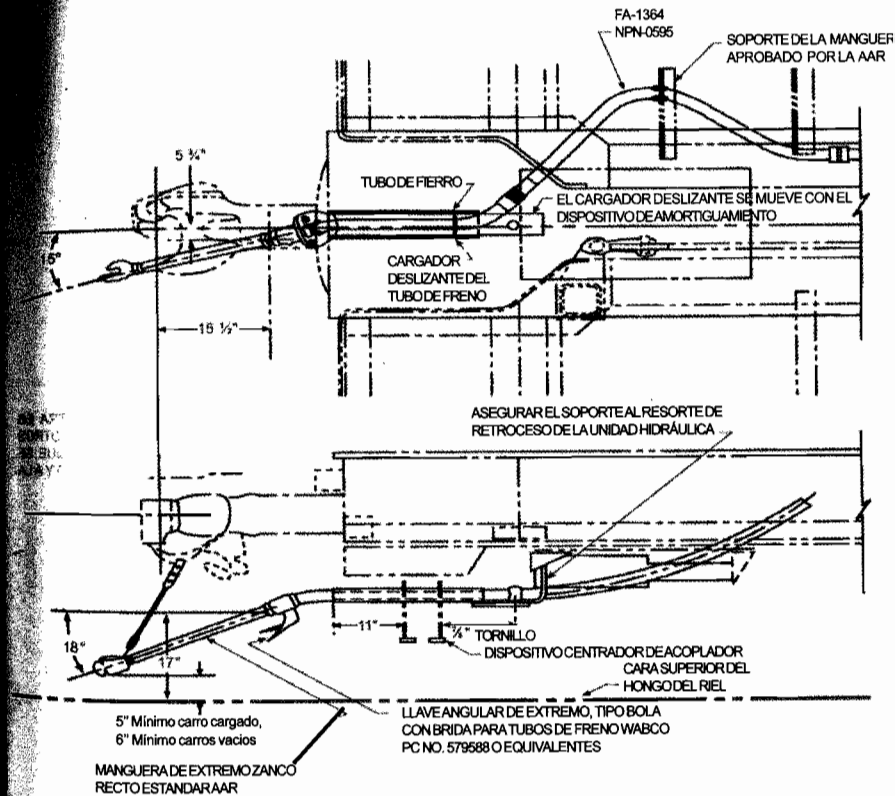 FA-1364
NPN-0595
SOPORTE DE LA MANGUER
APROBADO POR LA AAR
5 ¾"
TUBO DE FIERRO
EL CARGADOR DESLIZANTE SE MUEVE CON EL
DISPOSITIVO DE AMORTIGUAMIENTO
CARGADOR
DESLIZANTE DEL
TUBO DE FRENO
5"
15 ½"
ASEGURAR EL SOPORTE AL RESORTE DE
RETROCESO DE LA UNIDAD HIDRÁULICA
11"
¾" TORNILLO
DISPOSITIVO CENTRADOR DE ACOPLADOR
18"
17"
CARA SUPERIOR DEL
HONGO DEL RIEL
5" Mínimo carro cargado,
6" Mínimo carros vacios
LLAVE ANGULAR DE EXTREMO, TIPO BOLA
CON BRIDA PARA TUBOS DE FRENO WABCO
PC NO. 579588 O EQUIVALENTES
MANGUERA DE EXTREMO ZANCO
RECTO ESTANDAR AAR